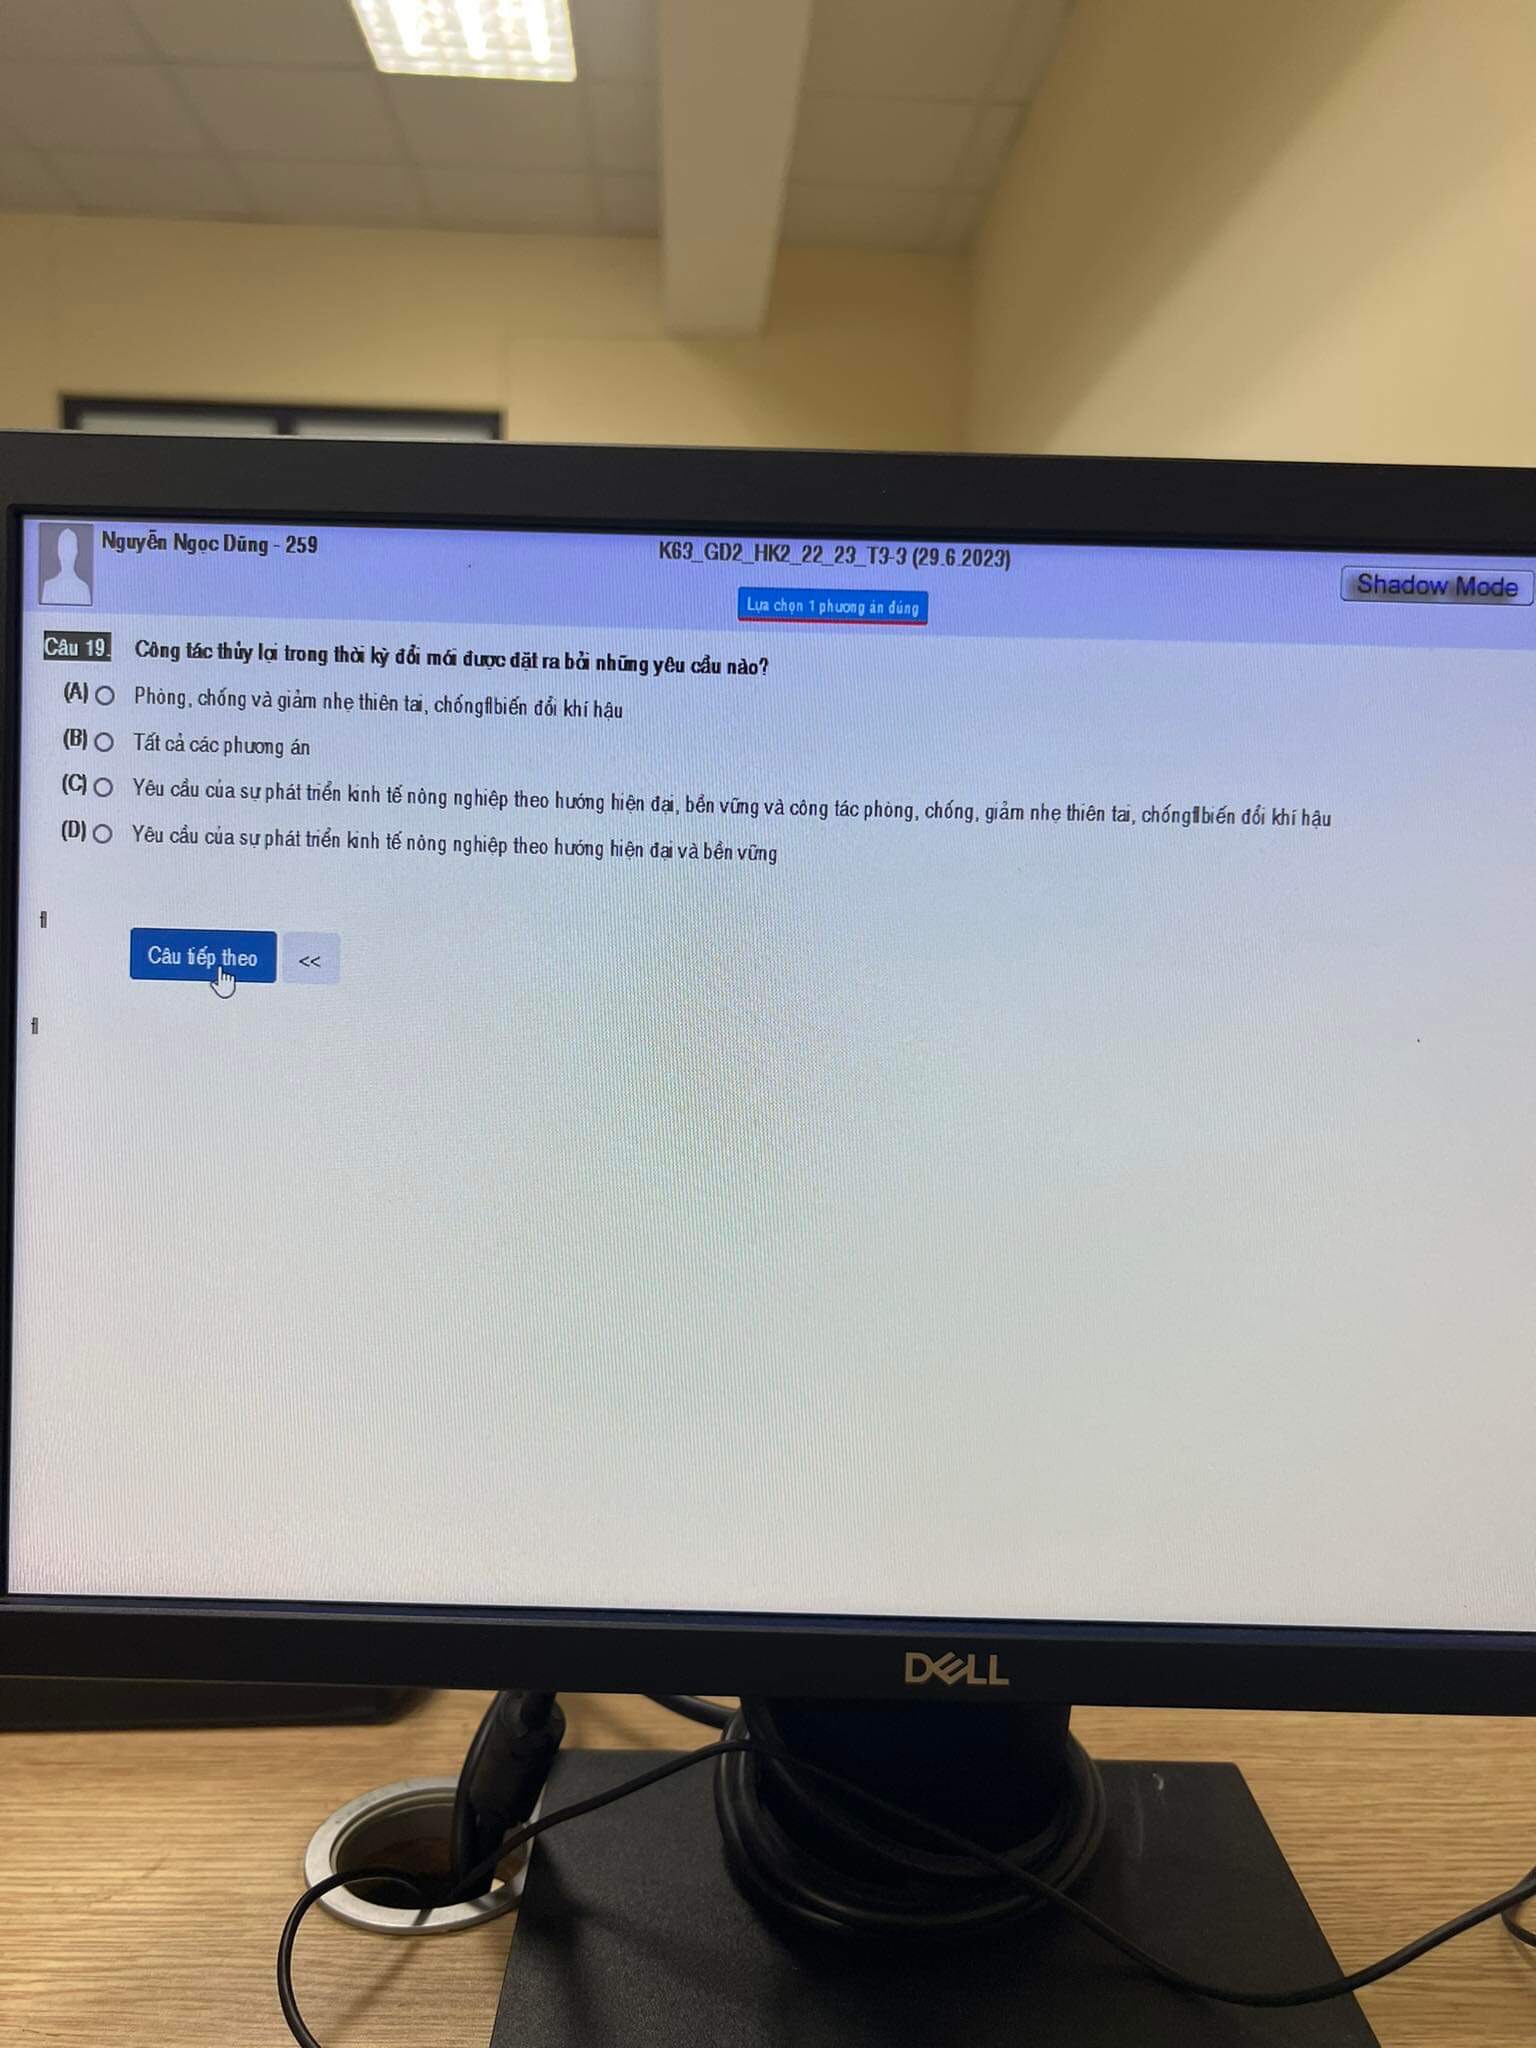 Nguyễn Ngọc Dũng - 259
K63_GD2_HK2_22_23_T3-3 (29.6.2023)
Shadow Mode
Lựa chọn 1 phương án đúng
Câu 19. Công tác thủy lợi trong thời kỳ đổi mới được đặt ra bởi những yêu cầu nào?
(A) Phòng, chống và giảm nhẹ thiên tai, chống biến đổi khí hậu
(B) Tất cả các phương án
(C) Yêu cầu của sự phát triển kinh tế nông nghiệp theo hướng hiện đại, bền vững và công tác phòng, chống, giảm nhẹ thiên tai, chống biến đổi khí hậu
(D) Yêu cầu của sự phát triển kinh tế nông nghiệp theo hướng hiện đại và bền vững
Câu tiếp theo <<
DELL